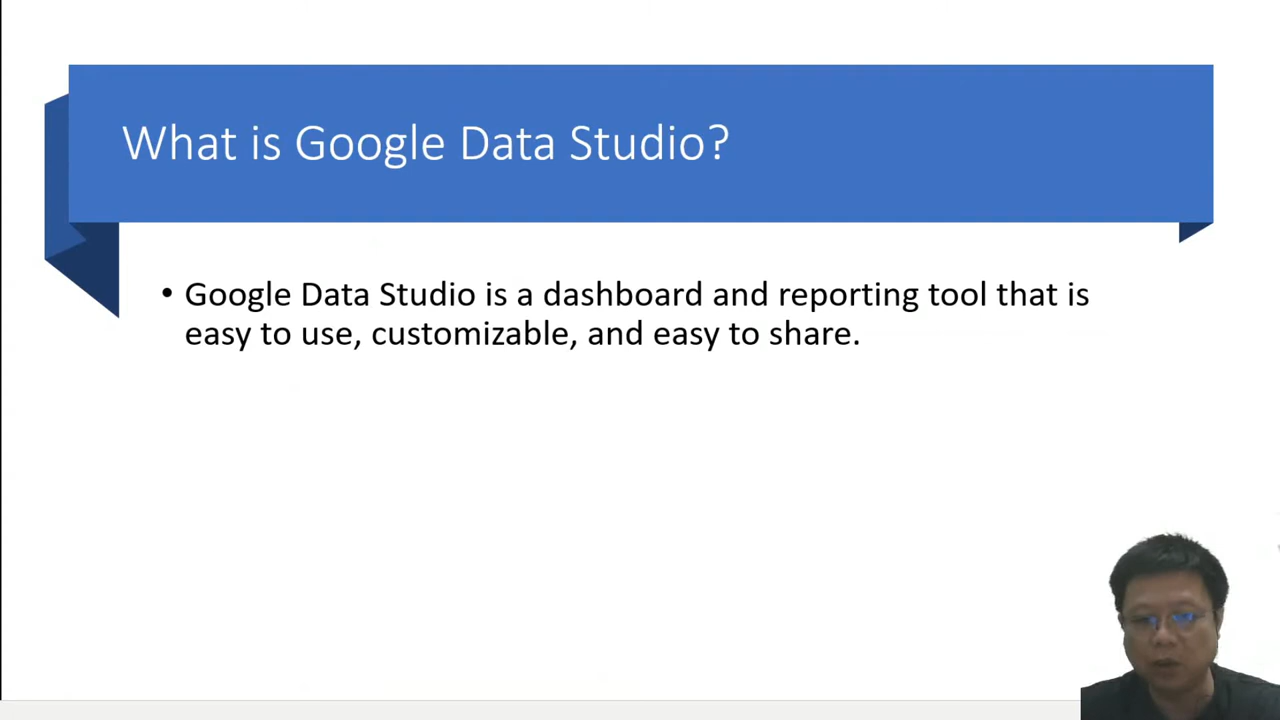 What is Google Data Studio?
• Google Data Studio is a dashboard and reporting tool that is
easy to use, customizable, and easy to share.